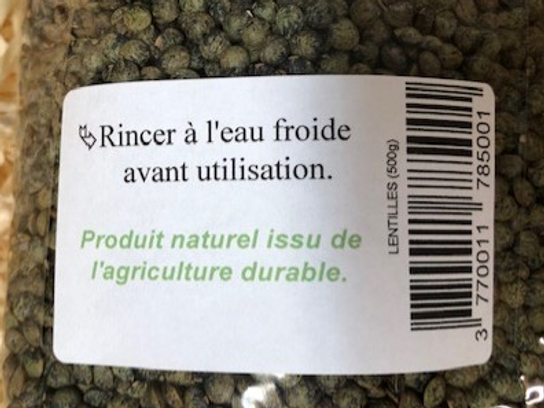 Rincer à l'eau froide
avant utilisation.
Produit naturel issu de
l'agriculture durable.
LENTILLES (500g)
3 770011 785001